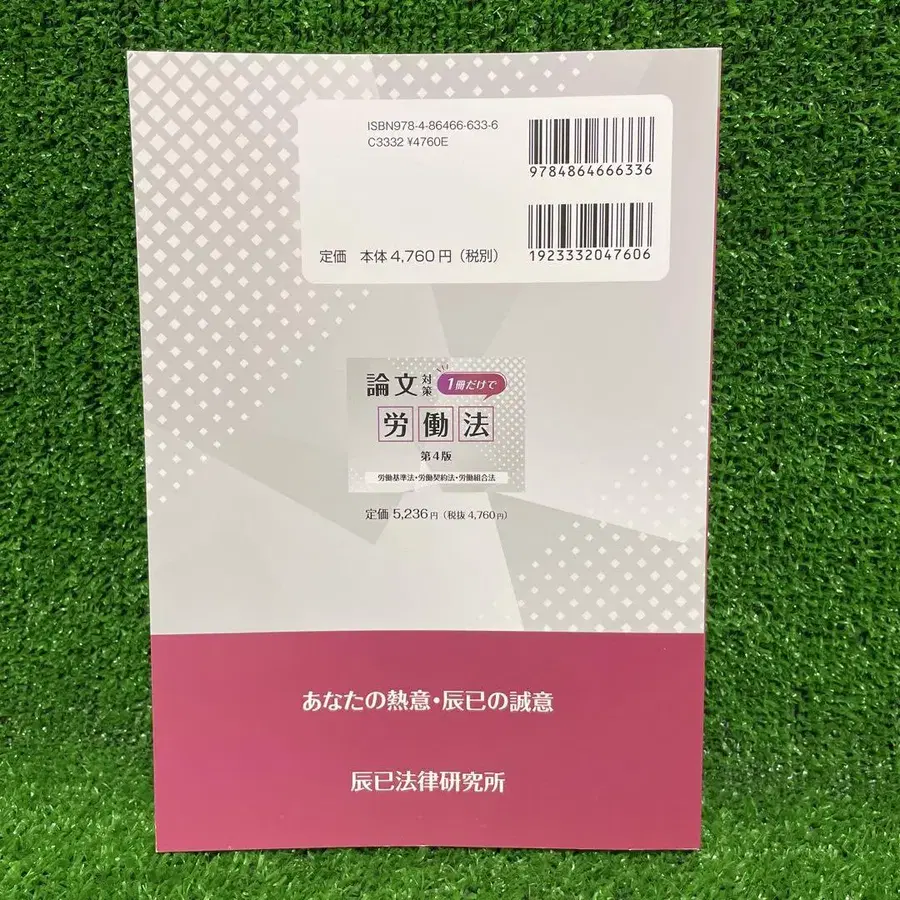 ISBN978-4-86466-633-6
C3332 ¥4760E
9784864666336
定価 本体4,760円（税別）
1923332047606
論文対策 1冊だけで
労働法
第4版
労働基準法・労働契約法・労働組合法
定価 5,236円（税抜4,760円）
あなたの熱意・辰已の誠意
辰已法律研究所